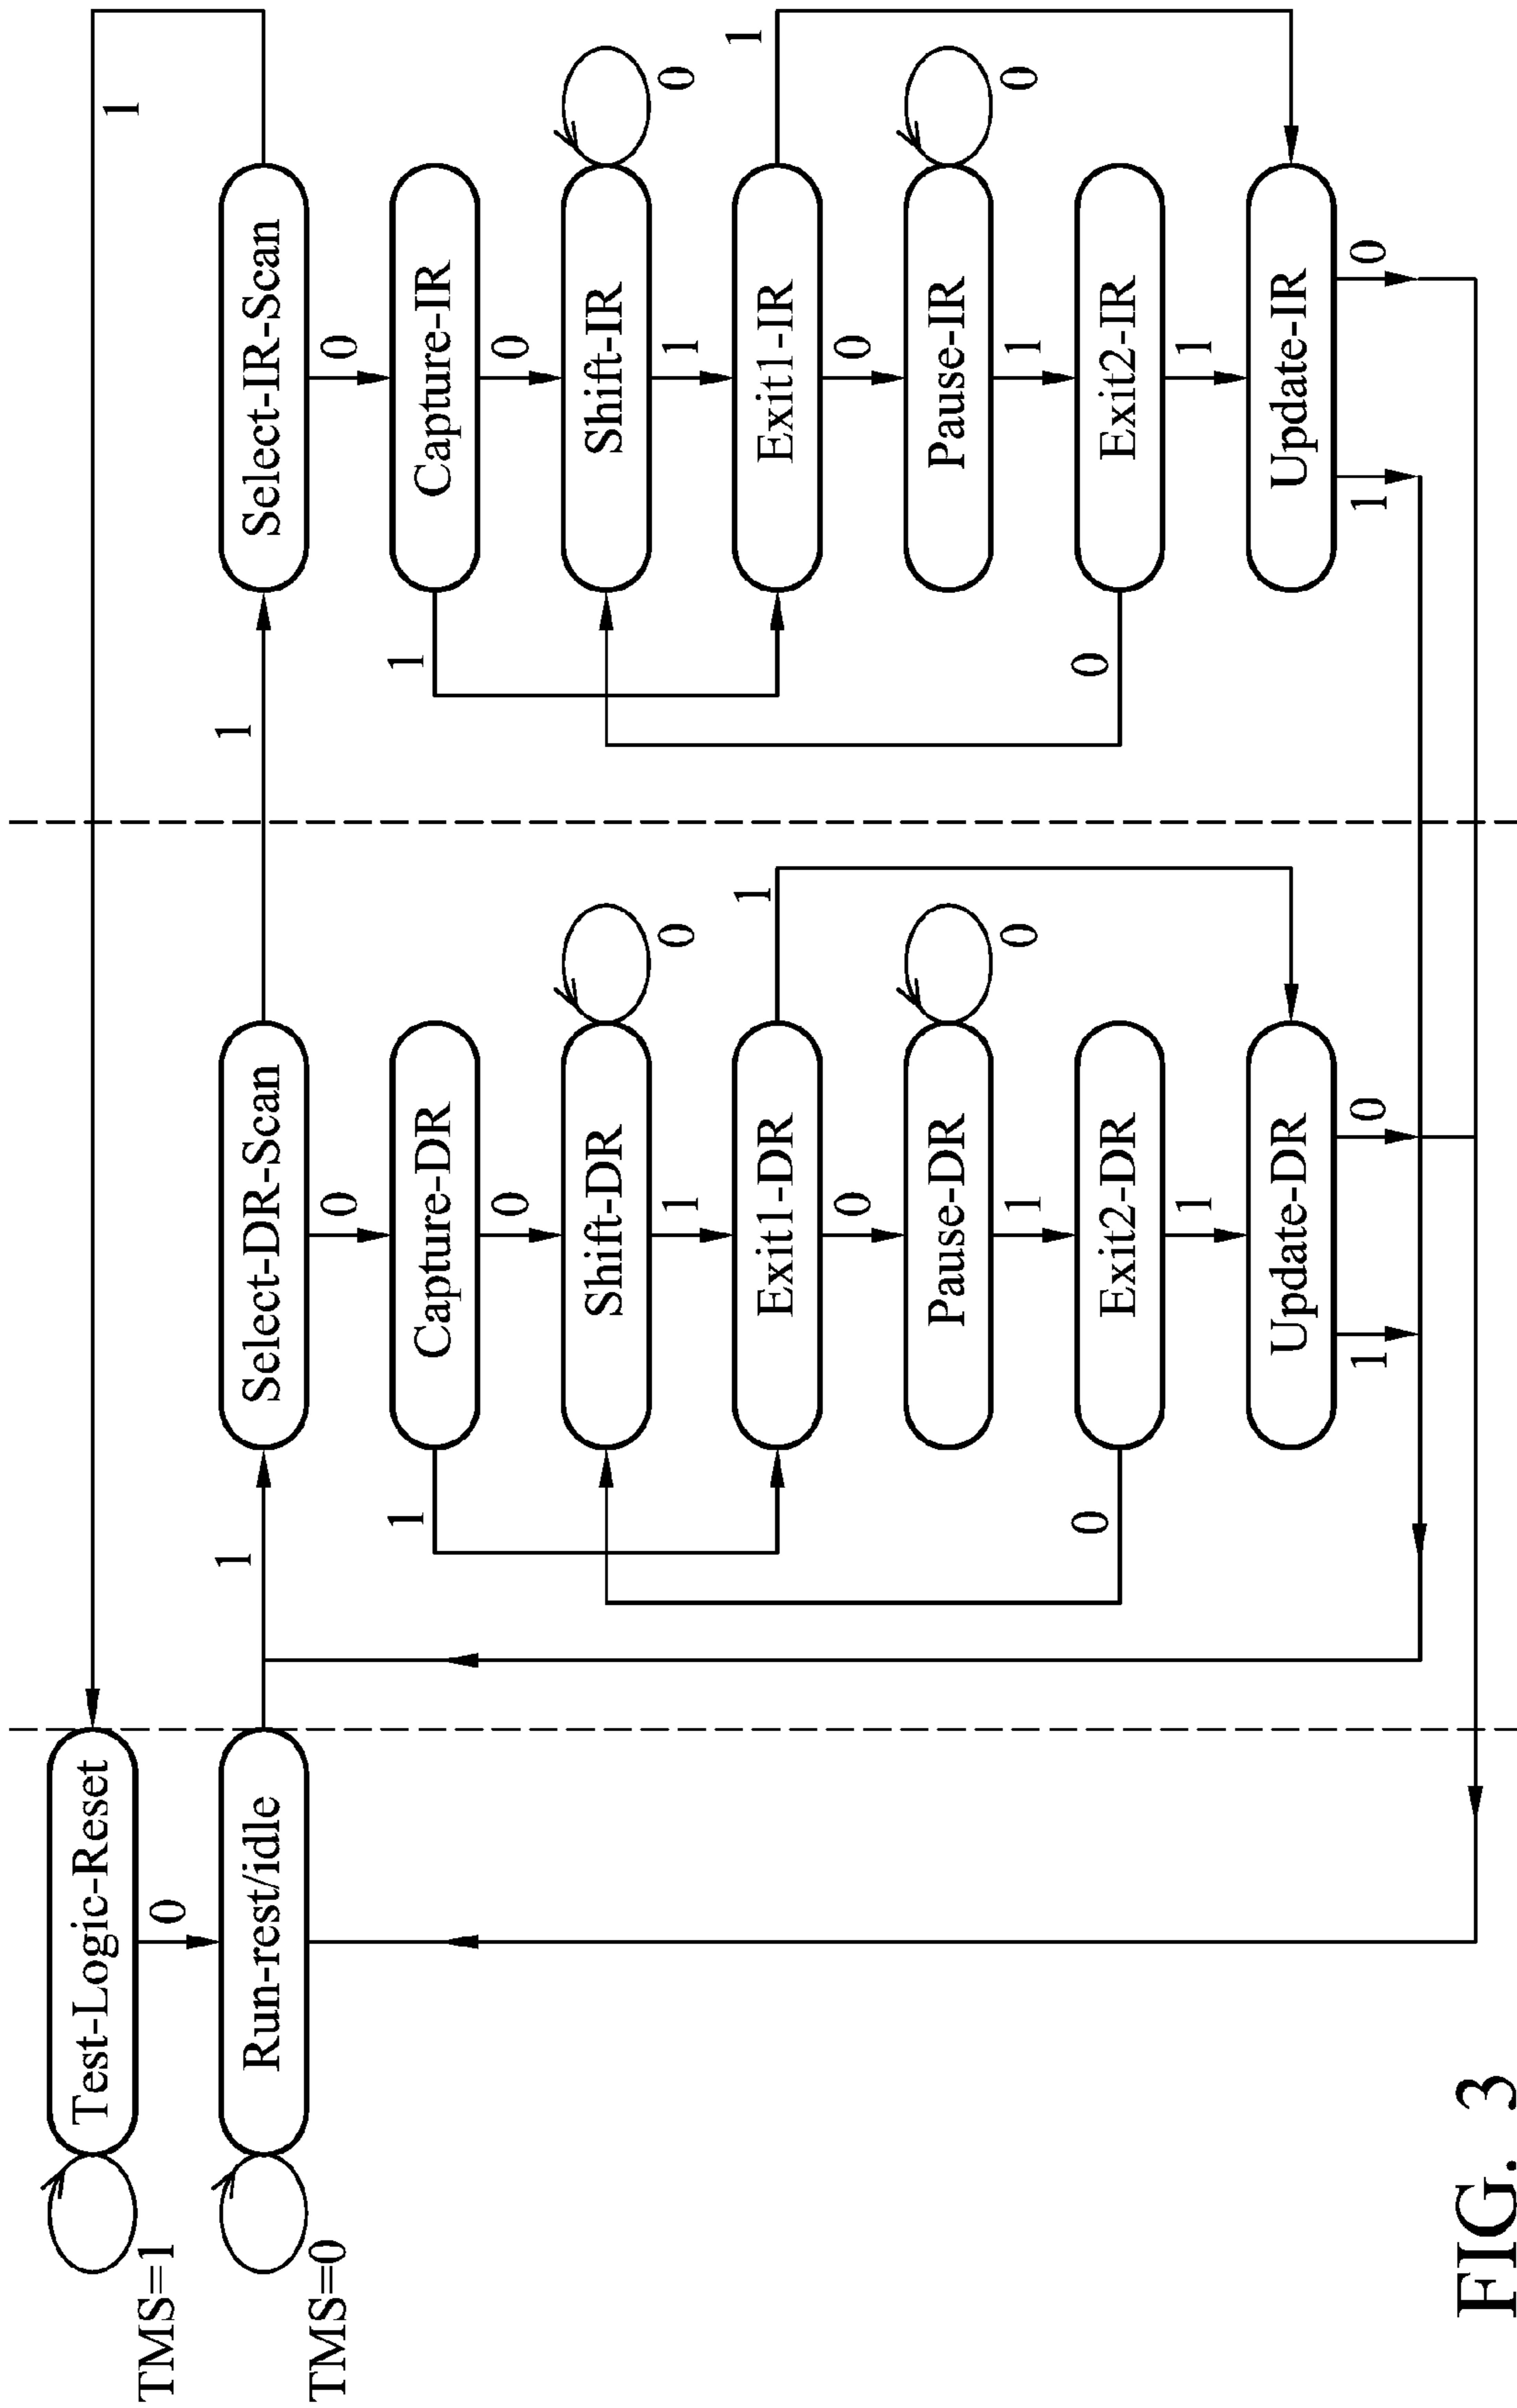 TMS=1
Test-Logic-Reset
1
0
TMS=0
Run-rest/idle
1
Select-DR-Scan
1
Select-IR-Scan
0
0
1
Capture-DR
1
Capture-IR
0
0
Shift-DR
0
Shift-IR
0
1
1
Exit1-DR
1
Exit1-IR
1
0
0
Pause-DR
0
Pause-IR
0
1
1
0
Exit2-DR
0
Exit2-IR
1
1
Update-DR
Update-IR
1
0
1
0
FIG. 3